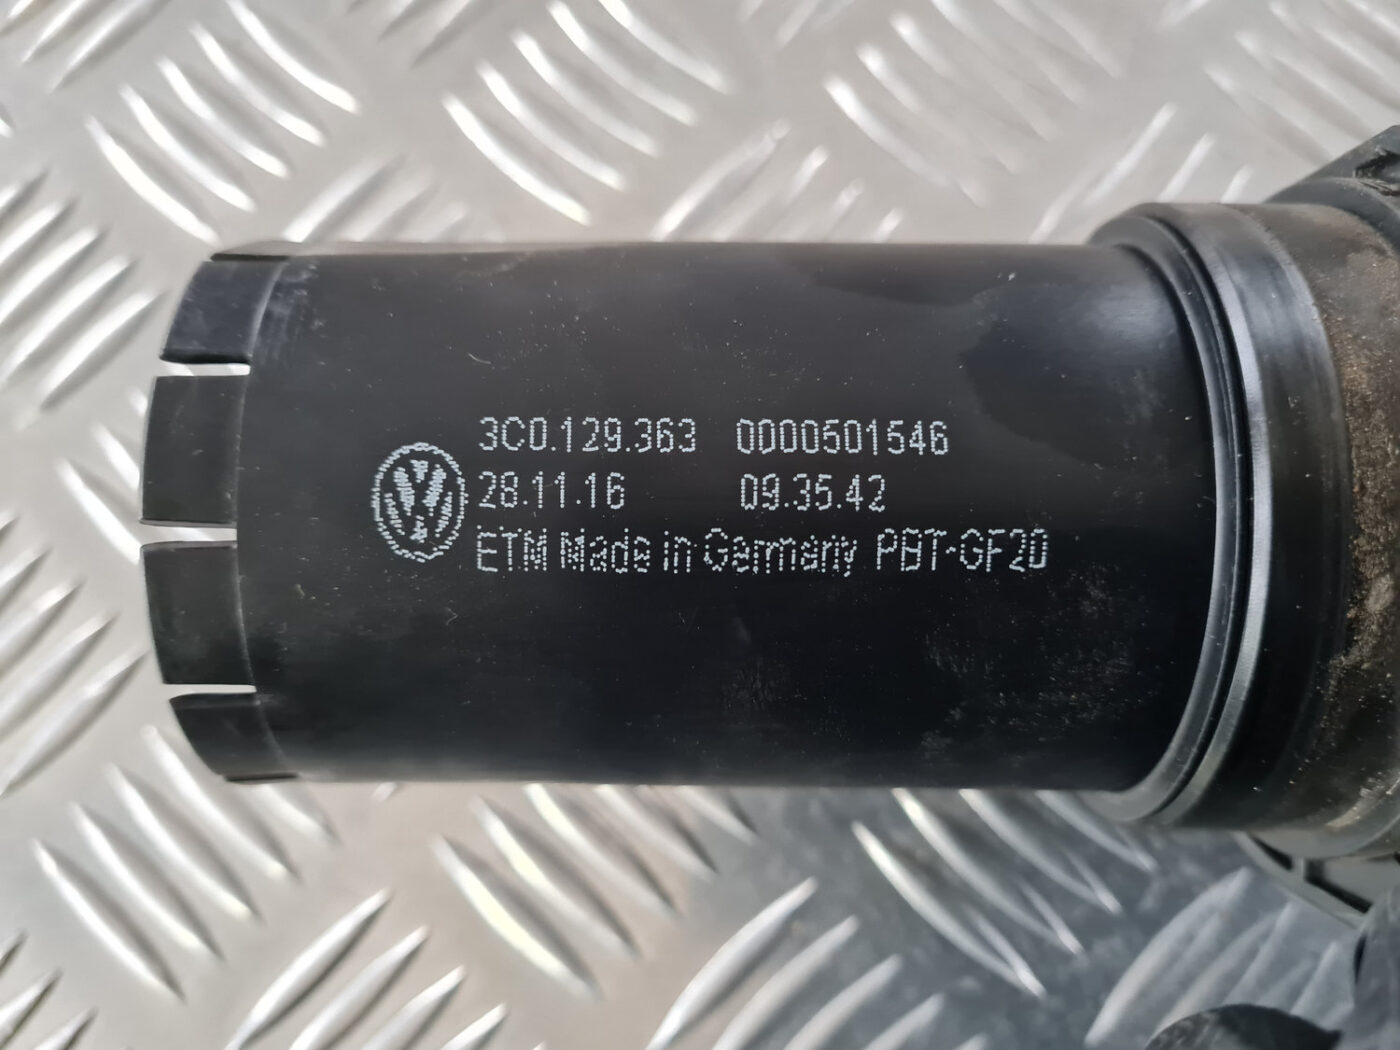 3C0.129.363 0000501546
28.11.16 09.35.42
ETM Made in Germany PBT-GF20